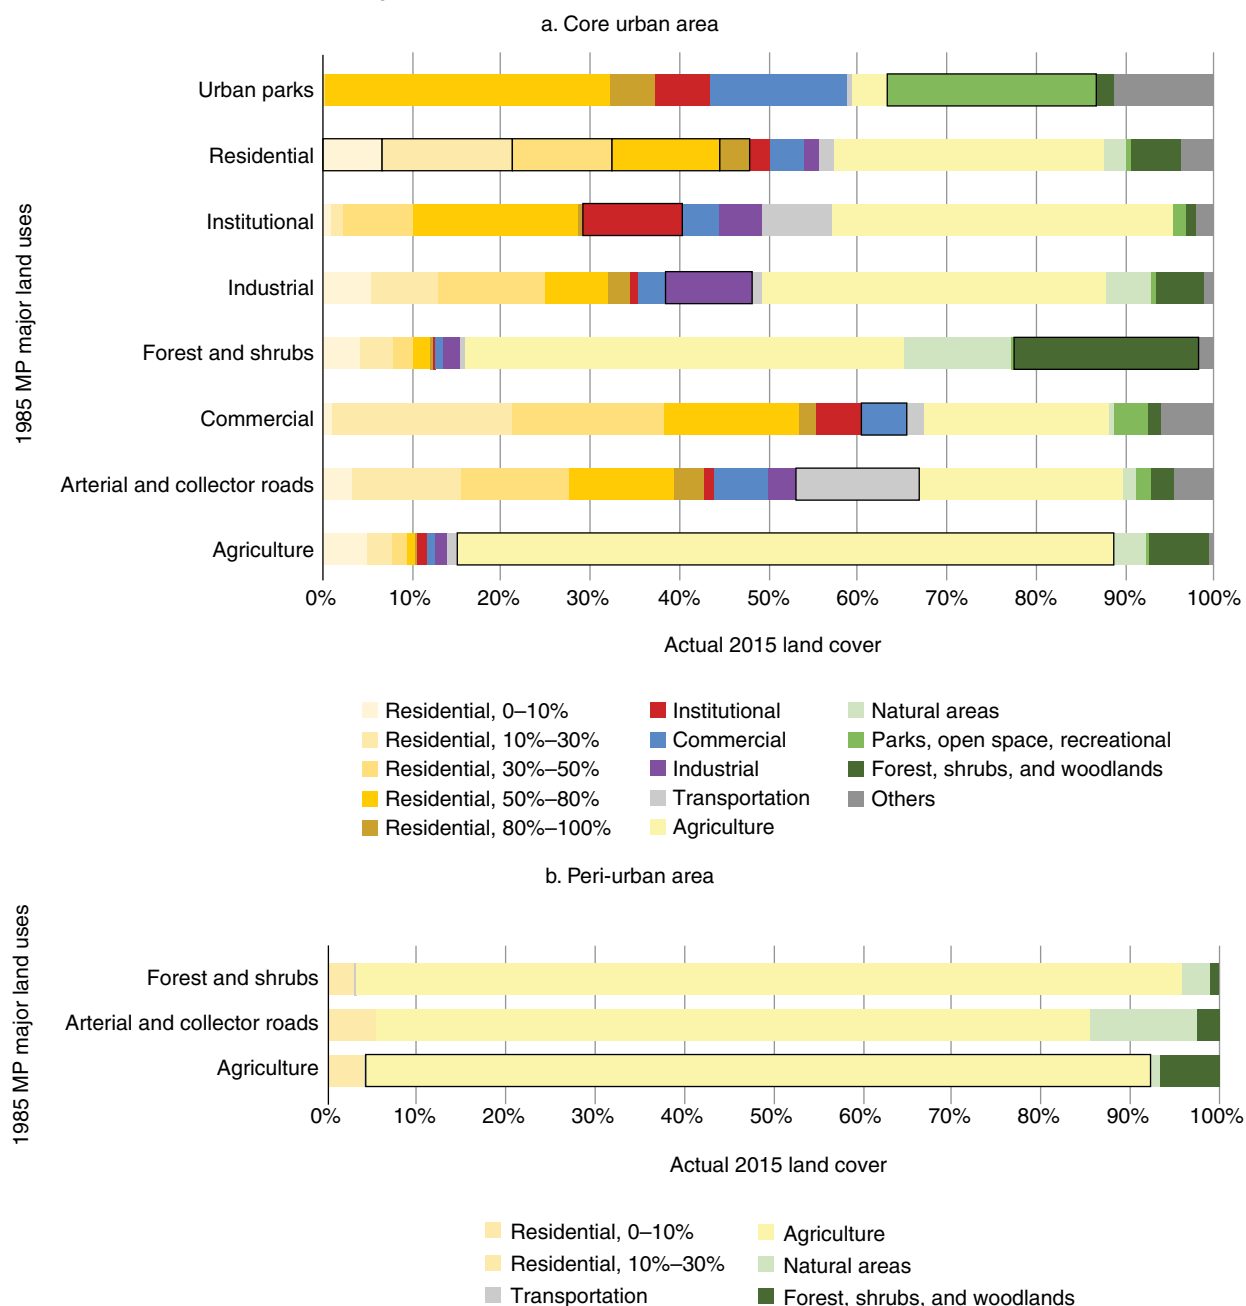 a. Core urban area
1985 MP major land uses
Urban parks
Residential
Institutional
Industrial
Forest and shrubs
Commercial
Arterial and collector roads
Agriculture
0% 10% 20% 30% 40% 50% 60% 70% 80% 90% 100%
Actual 2015 land cover
Residential, 0–10% Institutional Natural areas
Residential, 10%–30% Commercial Parks, open space, recreational
Residential, 30%–50% Industrial Forest, shrubs, and woodlands
Residential, 50%–80% Transportation Others
Residential, 80%–100% Agriculture
b. Peri-urban area
1985 MP major land uses
Forest and shrubs
Arterial and collector roads
Agriculture
0% 10% 20% 30% 40% 50% 60% 70% 80% 90% 100%
Actual 2015 land cover
Residential, 0–10% Agriculture
Residential, 10%–30% Natural areas
Transportation Forest, shrubs, and woodlands